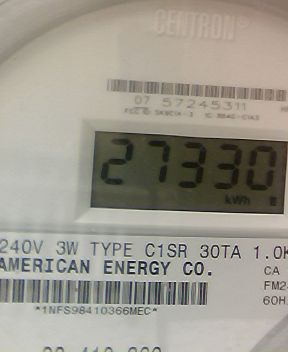 CENTRON®
07 57245311
27330
kWh
240V 3W TYPE C1SR 30TA 1.0K
AMERICAN ENERGY CO.
CA
FM2
60H
*1NFS98410366MEC*